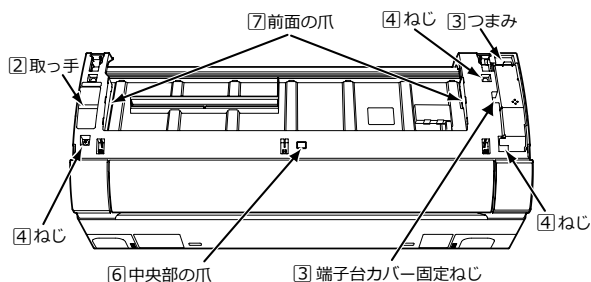 ⑦前面の爪
④ねじ
③つまみ
②取っ手
④ねじ
④ねじ
⑥中央部の爪
③端子台カバー固定ねじ